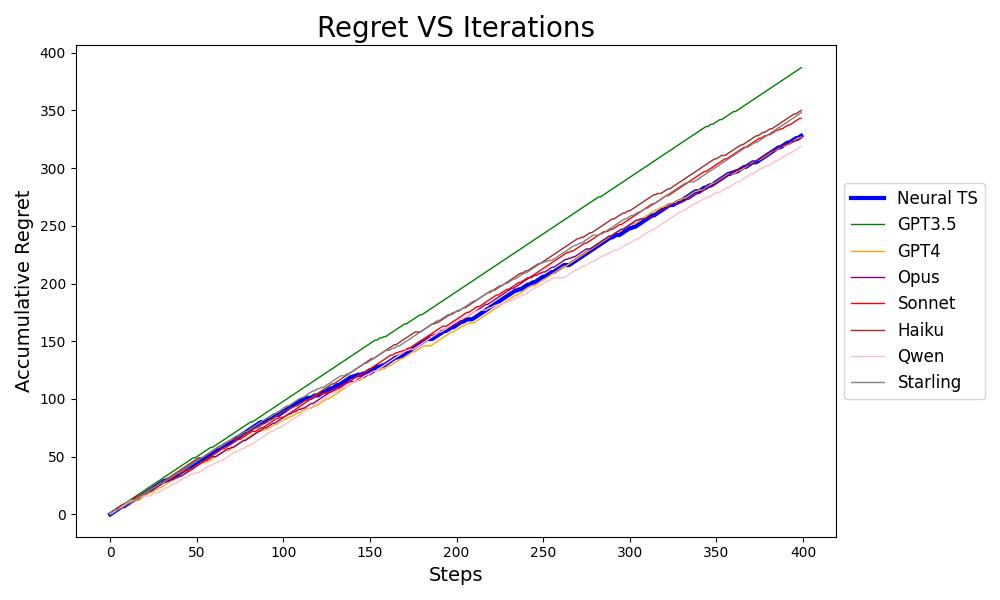 Regret VS Iterations
400
350
300
250
200
150
100
50
0
Accumulative Regret
0 50 100 150 200 250 300 350 400
Steps
Neural TS
GPT3.5
GPT4
Opus
Sonnet
Haiku
Qwen
Starling